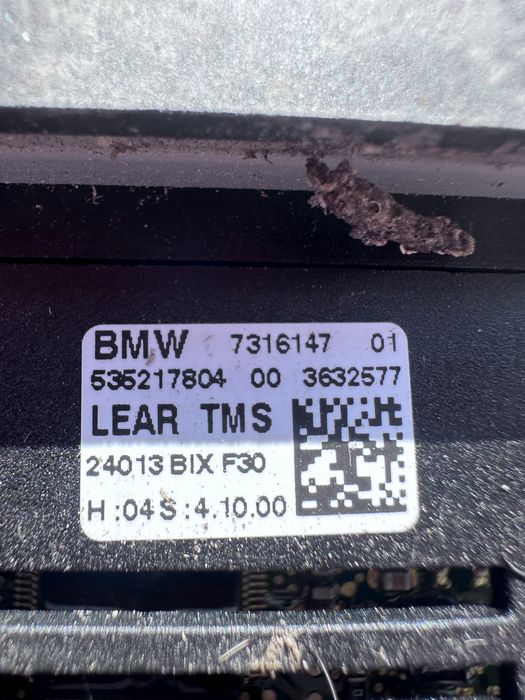 BMW 7316147 01
535217804 00 3632577
LEAR TMS
24013 BIX F30
H :04 S :4.10.00